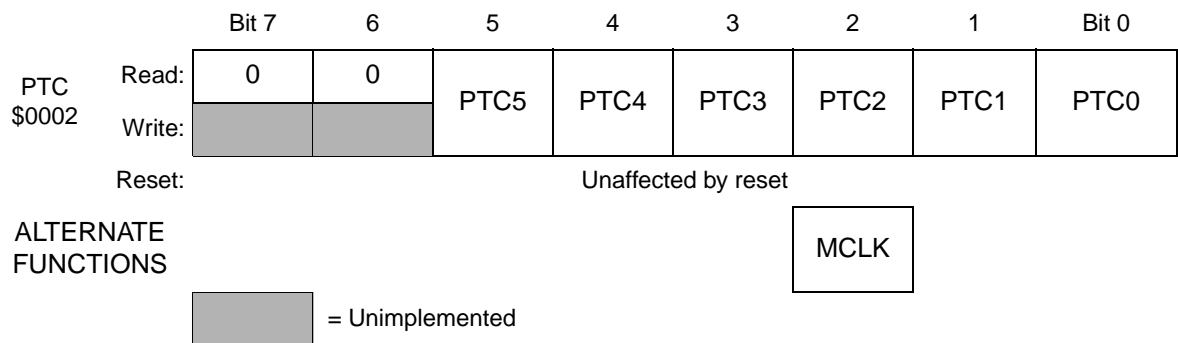 Bit 7 6 5 4 3 2 1 Bit 0
PTC
$0002
Read: 0 0 PTC5 PTC4 PTC3 PTC2 PTC1 PTC0
Write:
Reset: Unaffected by reset
ALTERNATE
FUNCTIONS
MCLK
= Unimplemented